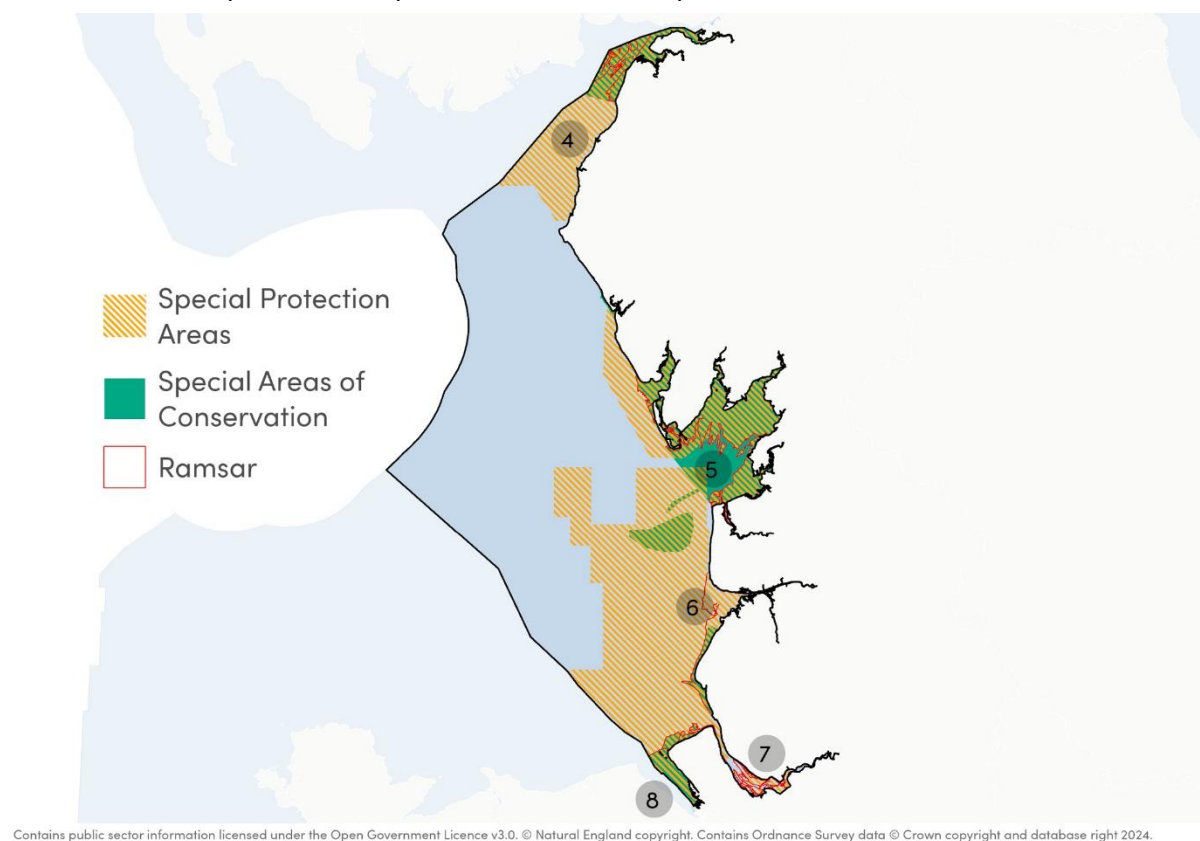 4
Special Protection
Areas
Special Areas of
Conservation
5
Ramsar
6
7
8
Contains public sector information licensed under the Open Government Licence v3.0. © Natural England copyright. Contains Ordnance Survey data © Crown copyright and database right 2024.